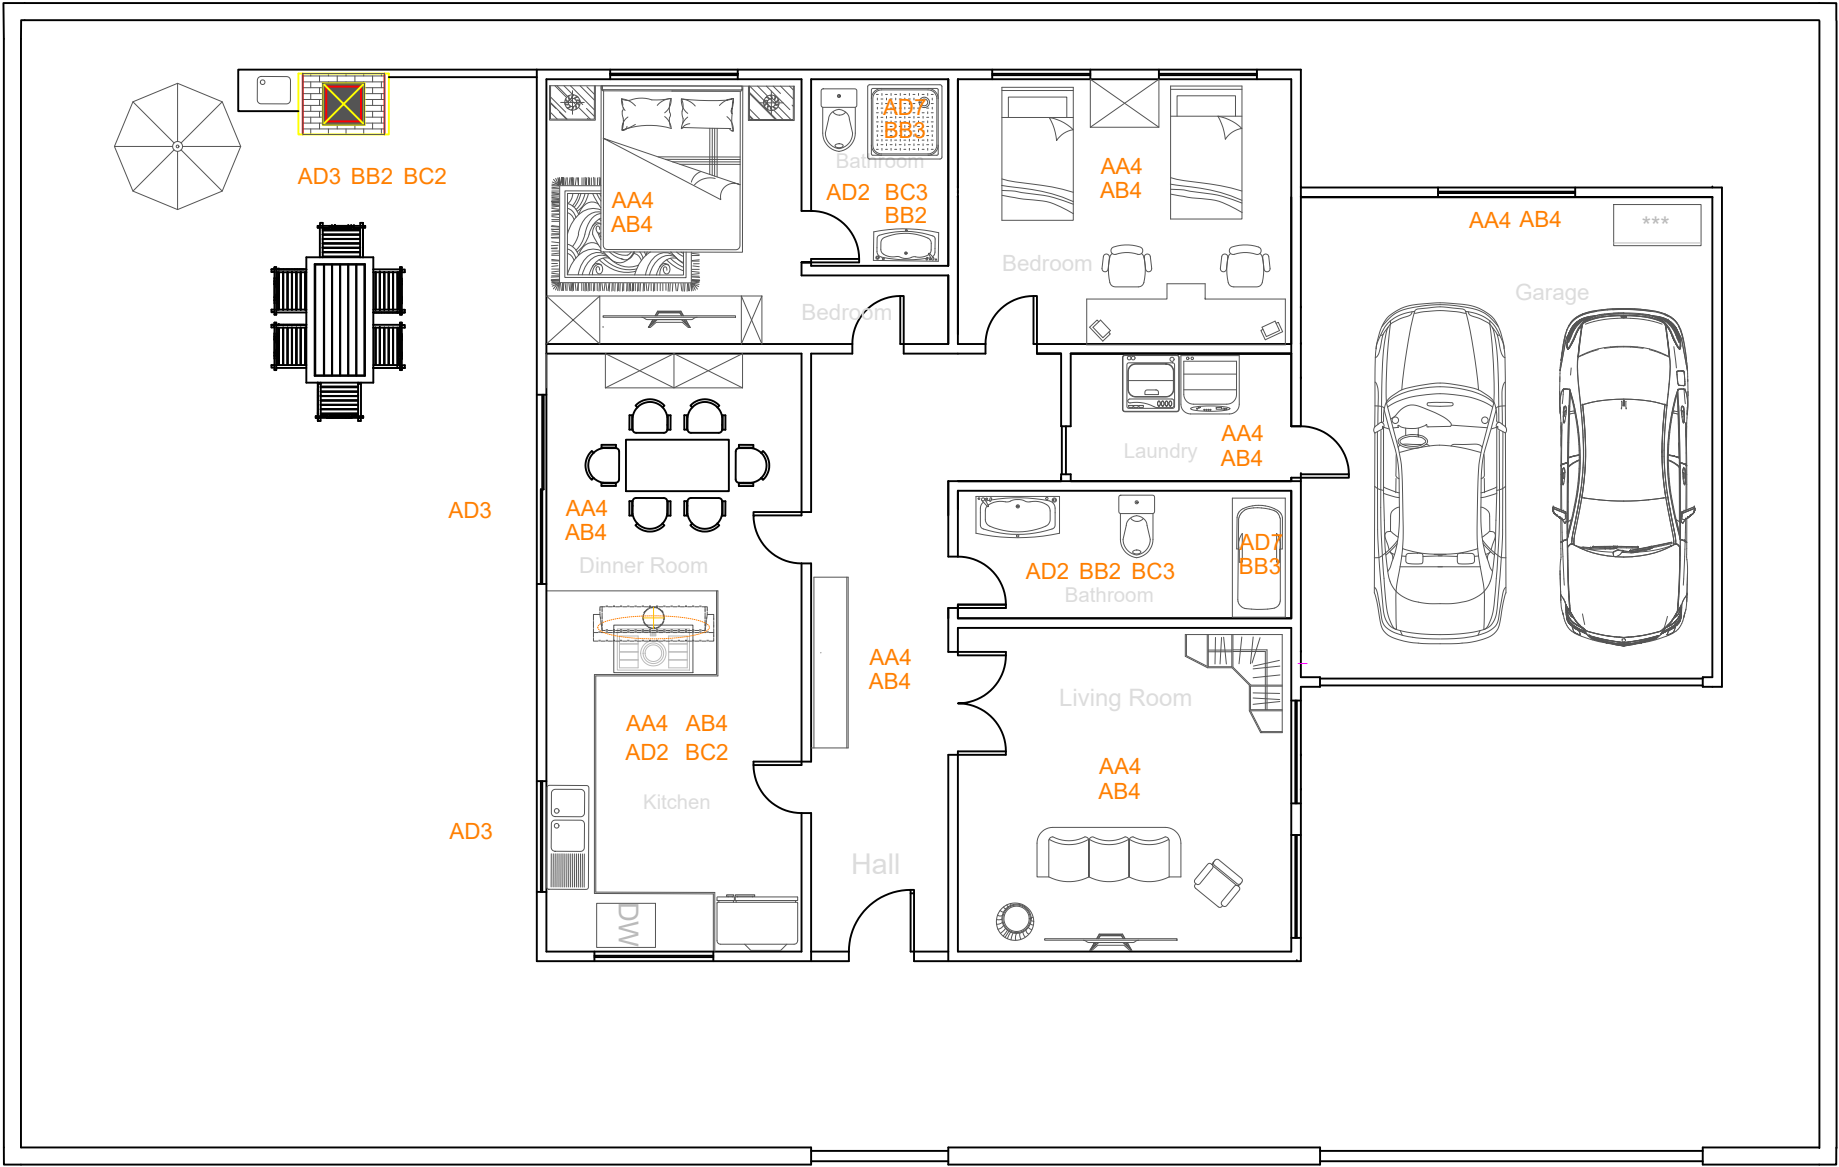 AD7
BB3
Bathroom
AD3 BB2 BC2
AA4
AB4
AD2 BC3
BB2
AA4
AB4
AA4 AB4
***
Bedroom
Garage
Bedroom
Laundry
AA4
AB4
AD3
AA4
AB4
Dinner Room
AD2 BB2 BC3
Bathroom
AD7
BB3
AA4
AB4
Living Room
AA4 AB4
AD2 BC2
Kitchen
AA4
AB4
AD3
Hall
DW